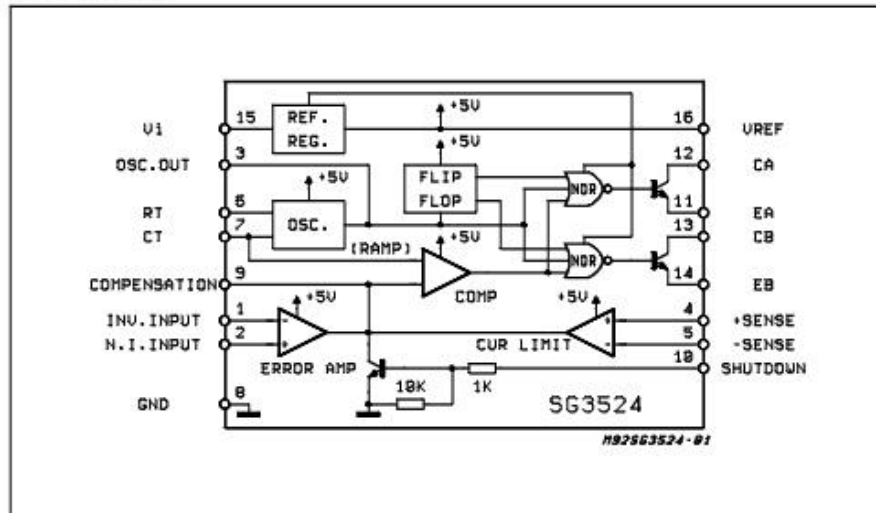 +5V
15
REF.
REG.
16
Vi
VREF
3
+5V
12
OSC.OUT
CA
+5V
FLIP
FLOP
NOR
6
11
RT
EA
OSC.
7
13
CT
CB
(RAMP)
+5V
NOR
9
14
COMPENSATION
EB
COMP
+5V
+5V
1
4
INV.INPUT
-
+
+SENSE
2
5
N.I.INPUT
+
-
-SENSE
CUR LIMIT
10
ERROR AMP
SHUTDOWN
10K
1K
8
GND
SG3524
M92SG3524-01